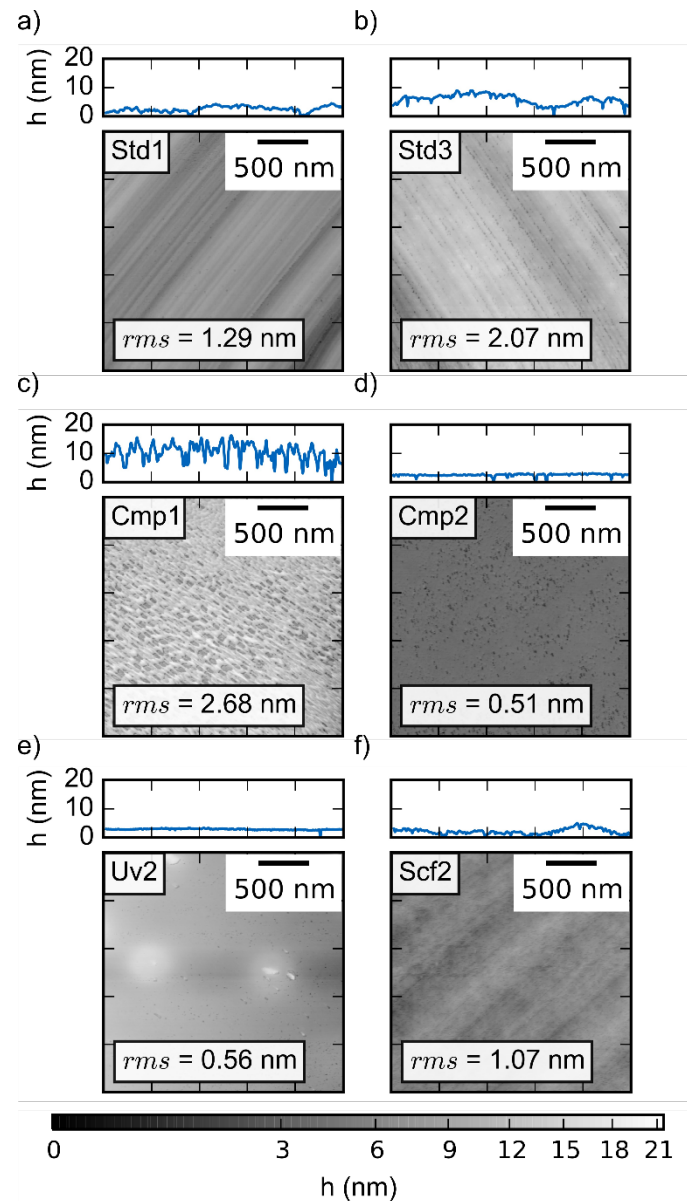 a)
b)
h (nm)
20
10
0
Std1
500 nm
rms = 1.29 nm
Std3
500 nm
rms = 2.07 nm
c)
d)
h (nm)
20
10
0
Cmp1
500 nm
rms = 2.68 nm
Cmp2
500 nm
rms = 0.51 nm
e)
f)
h (nm)
20
10
0
Uv2
500 nm
rms = 0.56 nm
Scf2
500 nm
rms = 1.07 nm
0 3 6 9 12 15 18 21
h (nm)